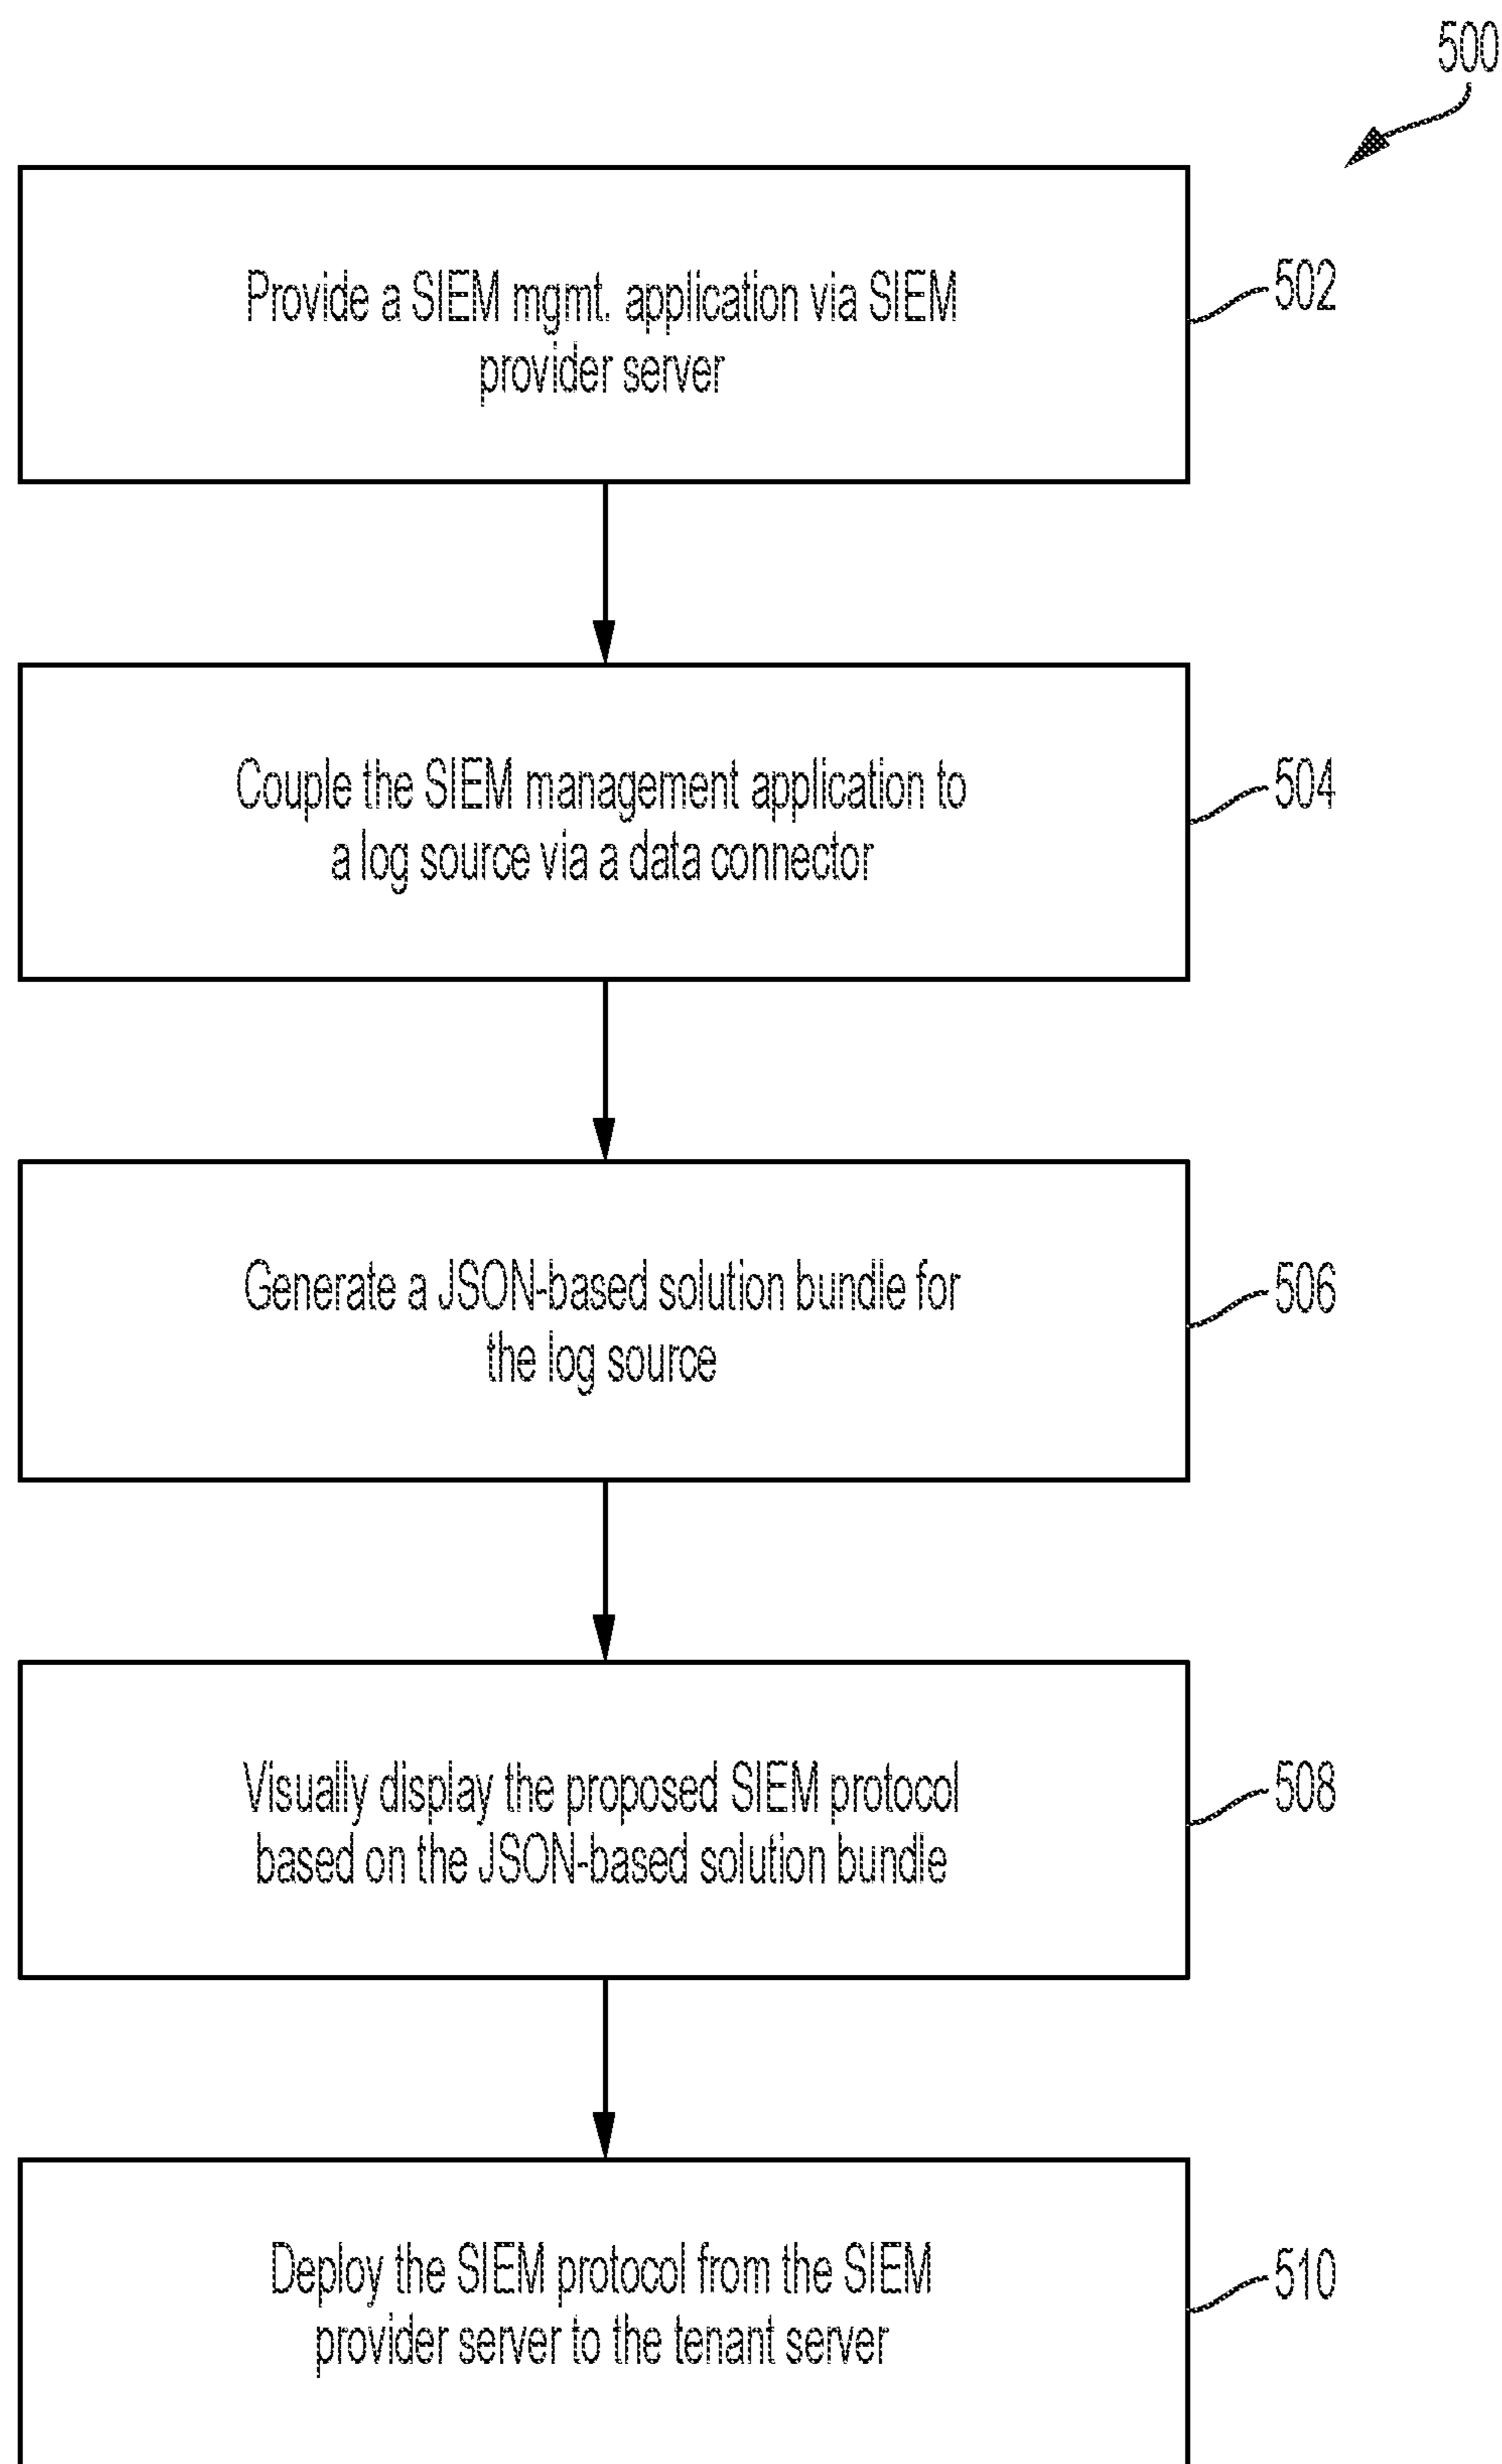 500
Provide a SIEM mgmt. application via SIEM
provider server
502
Couple the SIEM management application to
a log source via a data connector
504
Generate a JSON-based solution bundle for
the log source
506
Visually display the proposed SIEM protocol
based on the JSON-based solution bundle
508
Deploy the SIEM protocol from the SIEM
provider server to the tenant server
510